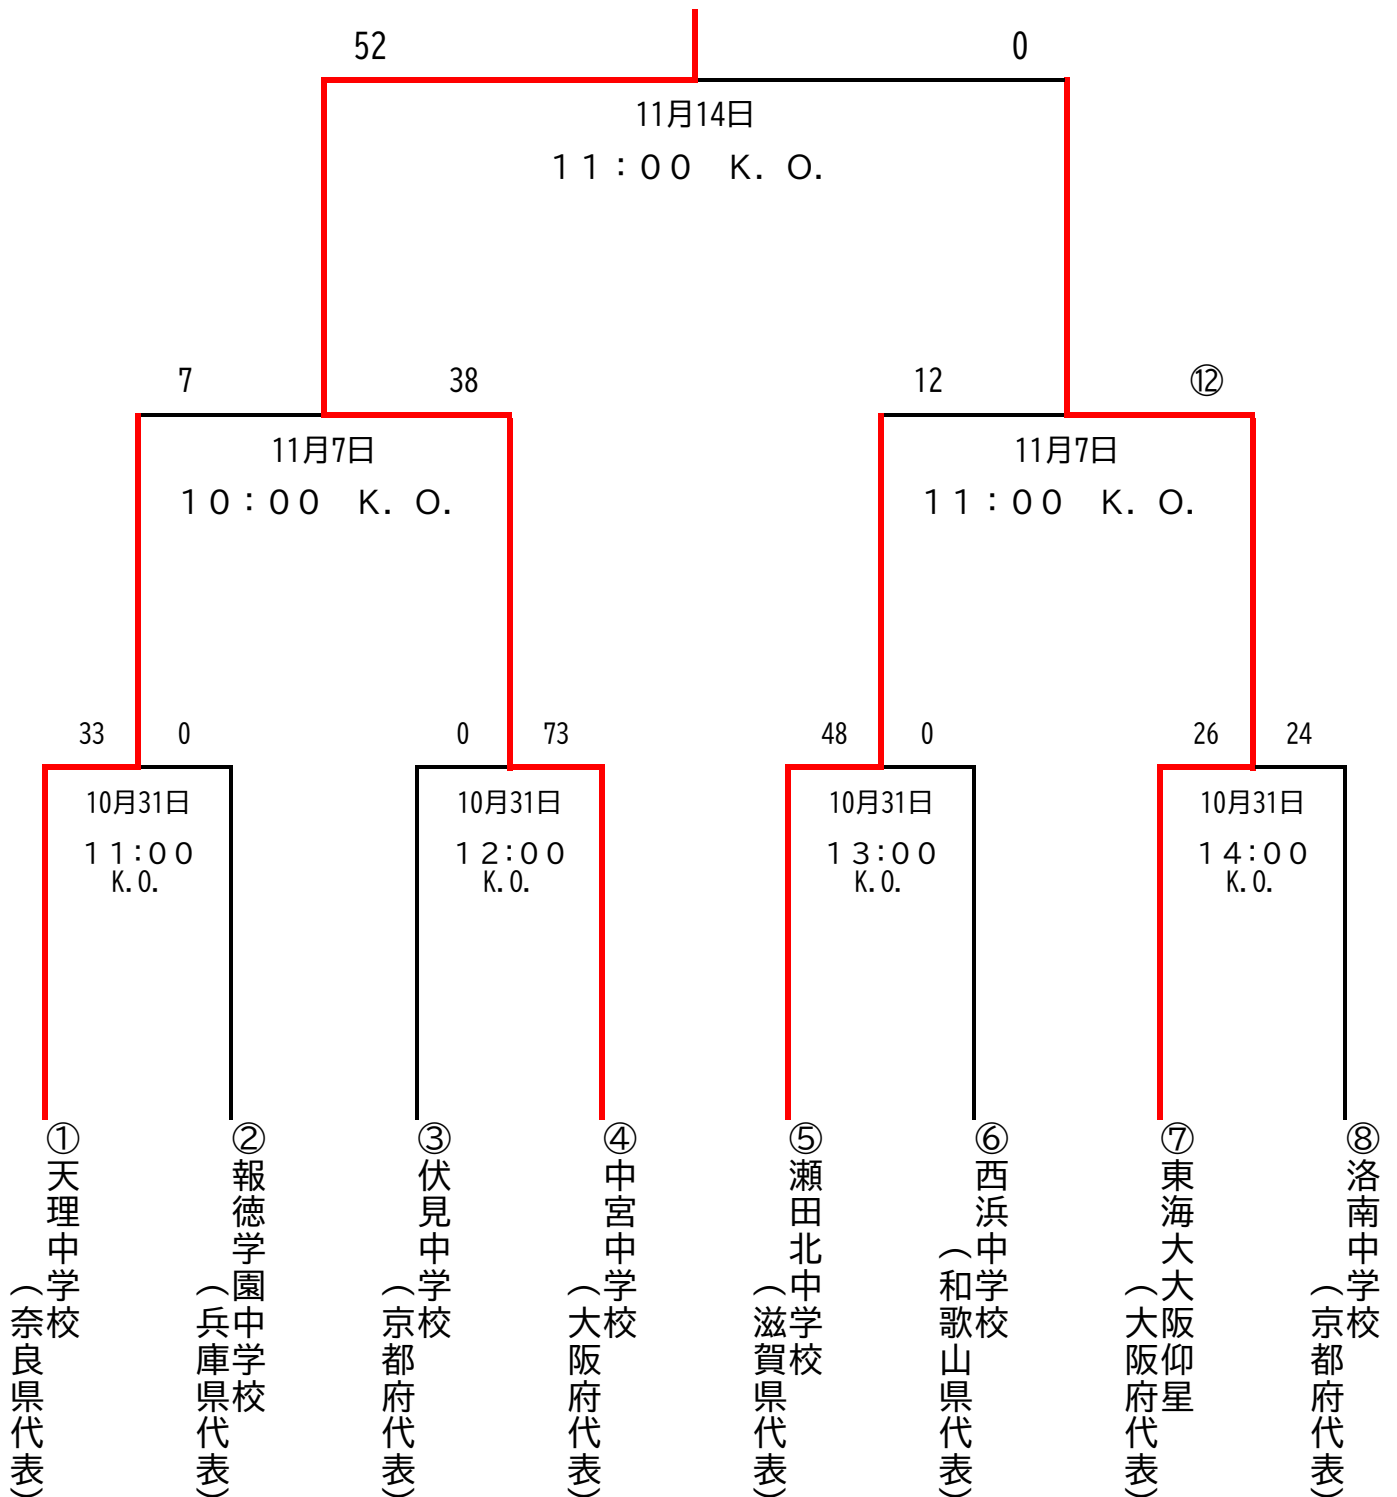 52
0
11月14日
11:00　K. O.
7
38
12
⑫
11月7日
10:00　K. O.
11月7日
11:00　K. O.
33
0
0
73
48
0
26
24
10月31日
11:00
K.O.
10月31日
12:00
K.O.
10月31日
13:00
K.O.
10月31日
14:00
K.O.
①天理中学校
(奈良県代表)
②報徳学園中学校
(兵庫県代表)
③伏見中学校
(京都府代表)
④中宮中学校
(大阪府代表)
⑤瀬田北中学校
(滋賀県代表)
⑥西浜中学校
(和歌山県代表)
⑦東海大大阪仰星
(大阪府代表)
⑧洛南中学校
(京都府代表)